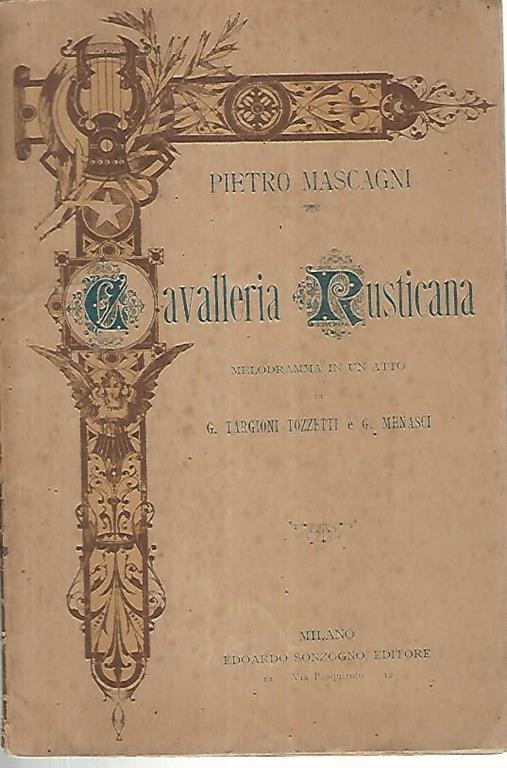 PIETRO MASCAGNI
Cavalleria Rusticana
MELODRAMMA IN UN ATTO
DI
G. TARGIONI TOZZETTI e G. MENASCI
MILANO
EDOARDO SONZOGNO, EDITORE
12 — Via Pasquirolo — 12